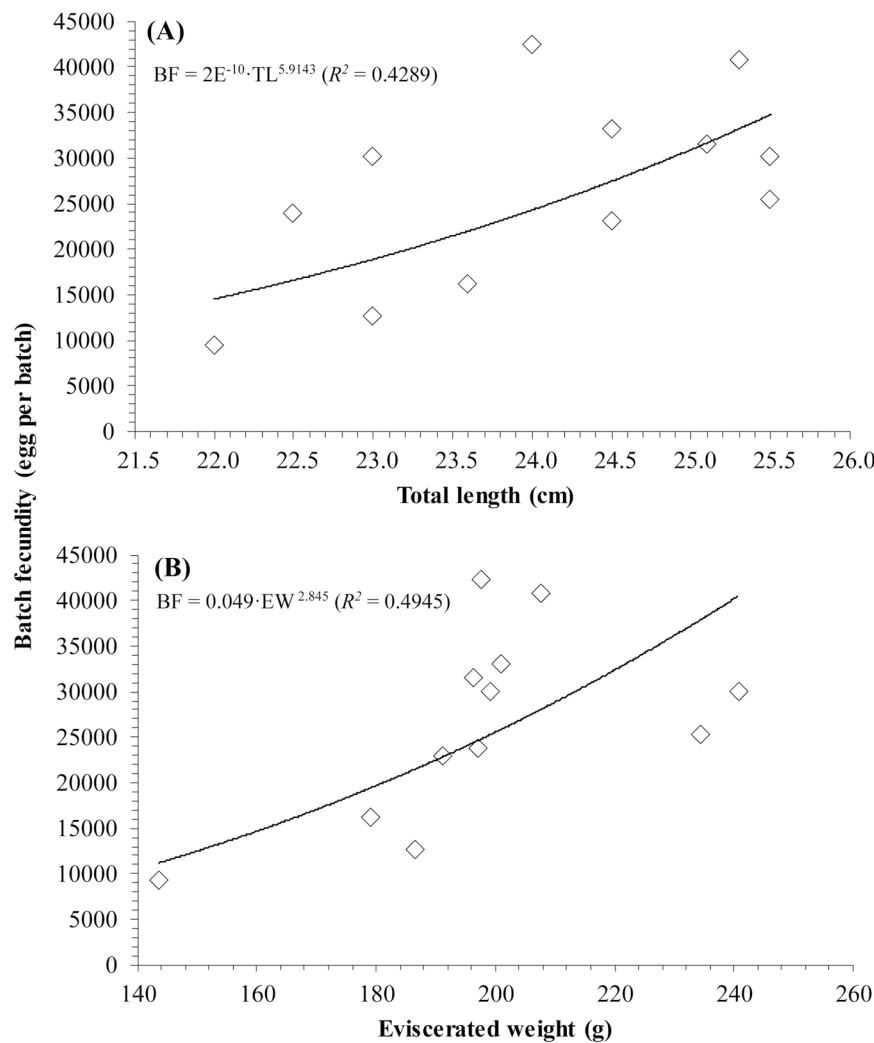 (A)
BF = 2E⁻¹⁰·TL⁵·⁹¹⁴³ (R² = 0.4289)
45000
40000
35000
30000
25000
20000
15000
10000
5000
0
21.5 22.0 22.5 23.0 23.5 24.0 24.5 25.0 25.5 26.0
Total length (cm)
Batch fecundity (egg per batch)
(B)
BF = 0.049·EW²·⁸⁴⁵ (R² = 0.4945)
45000
40000
35000
30000
25000
20000
15000
10000
5000
0
140 160 180 200 220 240 260
Eviscerated weight (g)